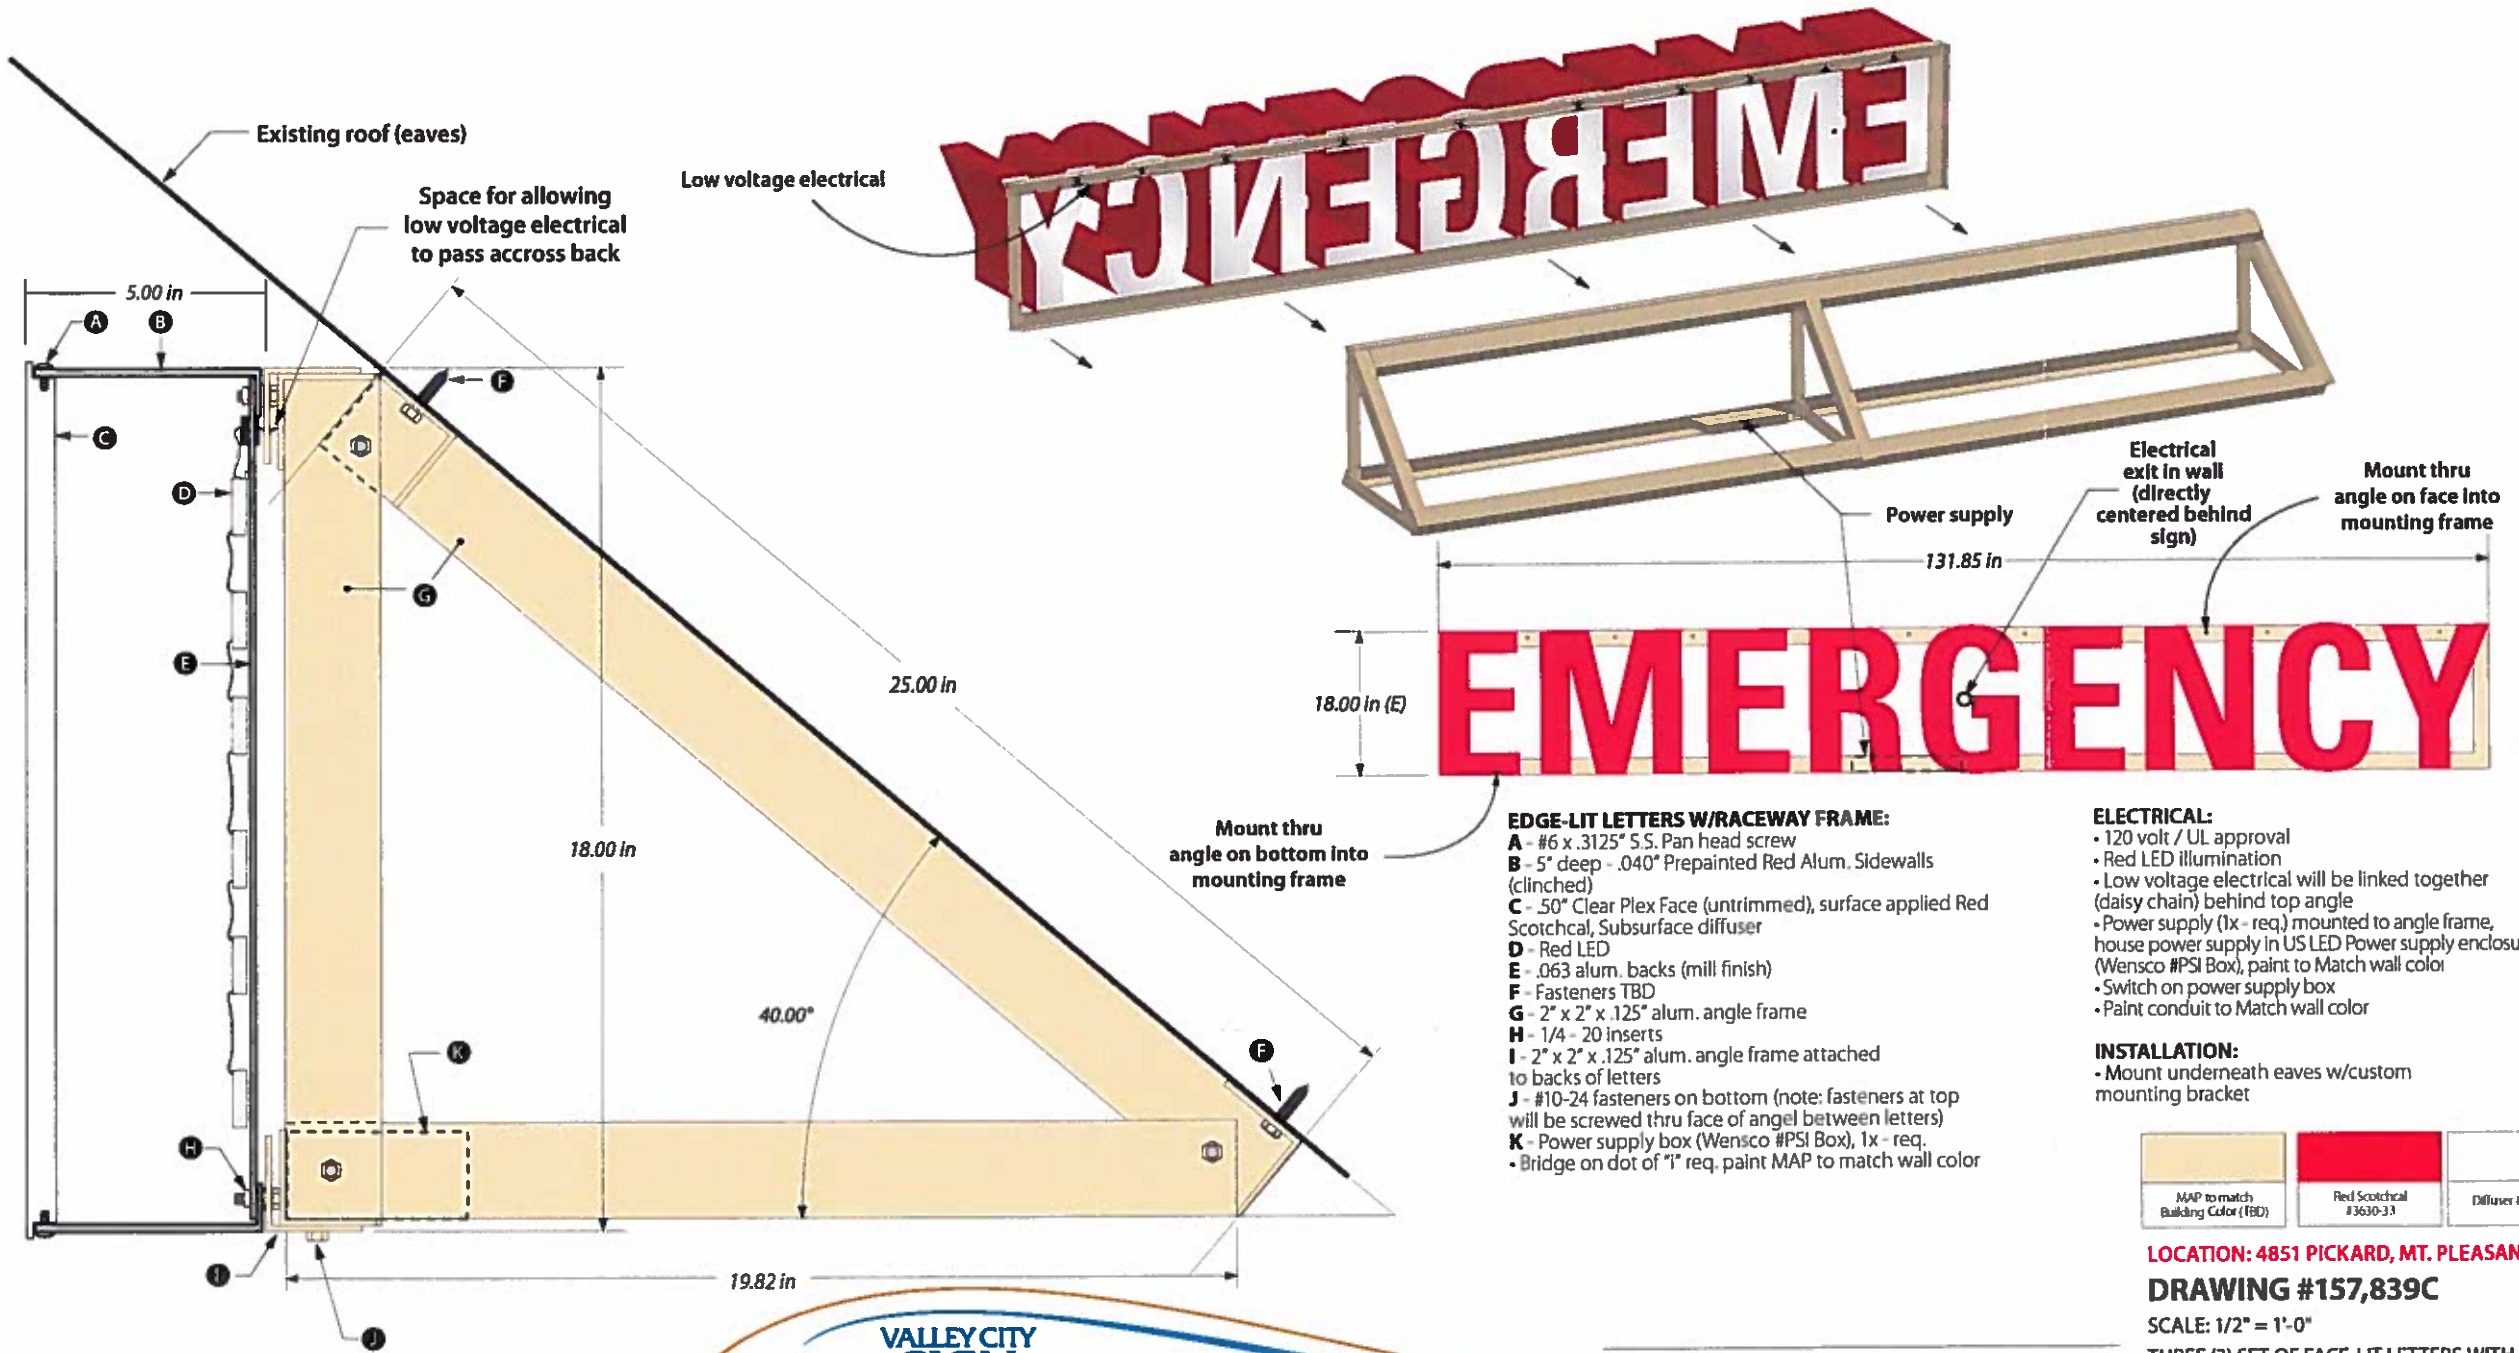 Existing roof (eaves)
Space for allowing
low voltage electrical
to pass accross back
Low voltage electrical
5.00 in
A
B
C
D
E
F
G
H
I
J
K
F
25.00 in
18.00 in
40.00°
19.82 in
EMERGENCY
Power supply
Electrical
exit in wall
(directly
centered behind
sign)
Mount thru
angle on face into
mounting frame
131.85 in
18.00 in (E)
EMERGENCY
Mount thru
angle on bottom into
mounting frame
EDGE-LIT LETTERS W/RACEWAY FRAME:
A - #6 x .3125" S.S. Pan head screw
B - 5" deep - .040" Prepainted Red Alum. Sidewalls
(clinched)
C - .50" Clear Plex Face (untrimmed), surface applied Red
Scotchcal, Subsurface diffuser
D - Red LED
E - .063 alum. backs (mill finish)
F - Fasteners TBD
G - 2" x 2" x .125" alum. angle frame
H - 1/4 - 20 inserts
I - 2" x 2" x .125" alum. angle frame attached
to backs of letters
J - #10-24 fasteners on bottom (note: fasteners at top
will be screwed thru face of angel between letters)
K - Power supply box (Wensco #PSI Box), 1x - req.
• Bridge on dot of "i" req. paint MAP to match wall color
ELECTRICAL:
• 120 volt / UL approval
• Red LED illumination
• Low voltage electrical will be linked together
(daisy chain) behind top angle
• Power supply (1x - req.) mounted to angle frame,
house power supply in US LED Power supply enclosu
(Wensco #PSI Box), paint to Match wall color
• Switch on power supply box
• Paint conduit to Match wall color
INSTALLATION:
• Mount underneath eaves w/custom
mounting bracket
MAP to match
Building Color (TBD)
Red Scotchcal
#3630-33
Diffuser
LOCATION: 4851 PICKARD, MT. PLEASAN
DRAWING #157,839C
SCALE: 1/2" = 1'-0"
VALLEY CITY
SIGN